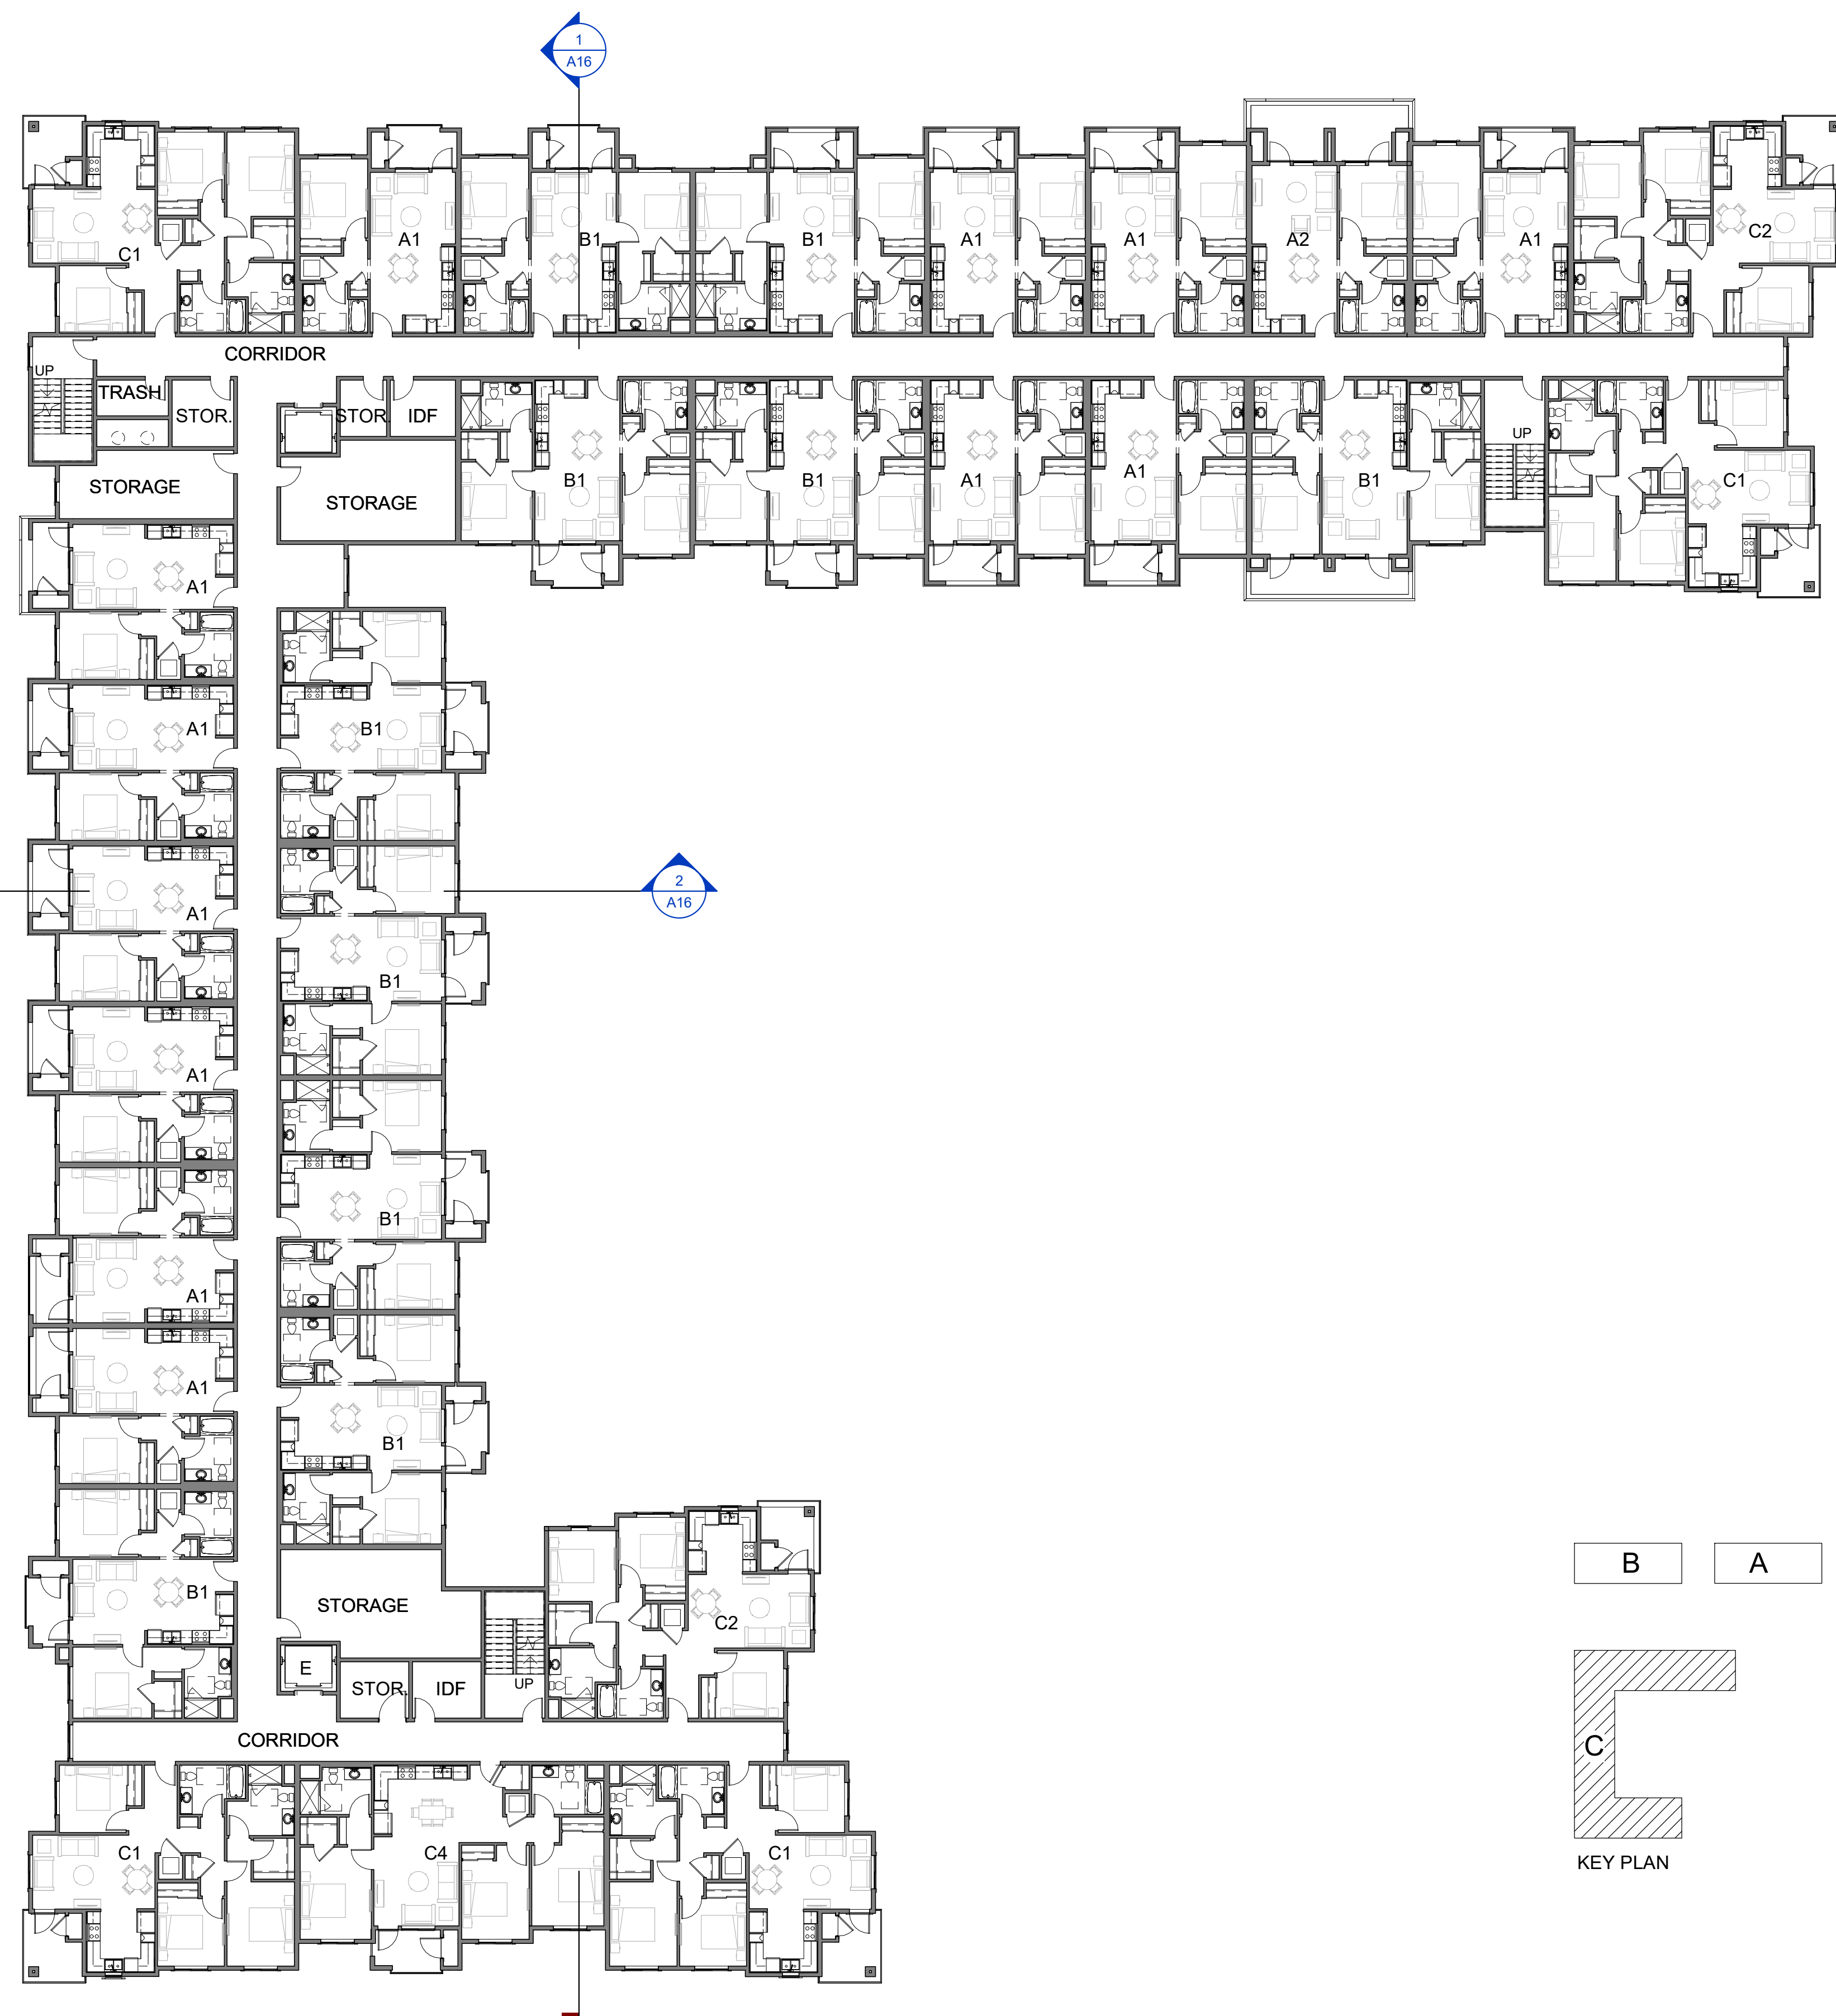 1
A16
A1
B1
B1
A1
A1
A2
A1
C2
C1
CORRIDOR
UP
TRASH
STOR.
STOR.
IDF
UP
STORAGE
STORAGE
B1
B1
A1
A1
B1
C1
A1
A1
B1
2
A16
A1
B1
A1
B1
A1
A1
B1
B1
STORAGE
C2
E
STOR.
IDF
UP
CORRIDOR
C1
C4
C1
B
A
C
KEY PLAN